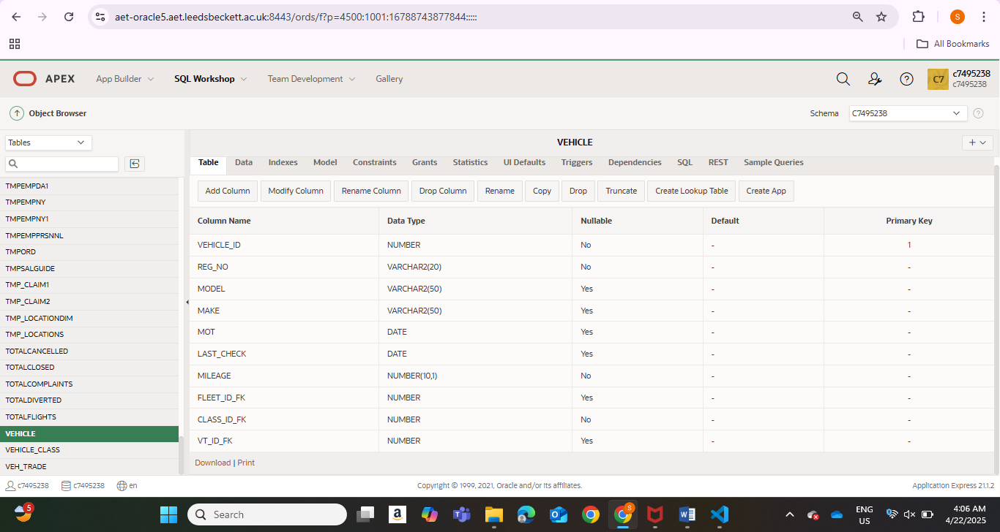 aet-oracle5.aet.leedsbeckett.ac.uk:8443/ords/f?p=4500:1001:16788743877844:::::
S
All Bookmarks
APEX App Builder SQL Workshop Team Development Gallery
C7 c7495238
c7495238
Object Browser
Schema C7495238
Tables
VEHICLE
Table Data Indexes Model Constraints Grants Statistics UI Defaults Triggers Dependencies SQL REST Sample Queries
TMPEMPDA1
TMPEMPNY
TMPEMPNY1
TMPEMPPRSNNL
TMPORD
TMPSALGUIDE
TMP_CLAIM1
TMP_CLAIM2
TMP_LOCATIONDIM
TMP_LOCATIONS
TOTALCANCELLED
TOTALCLOSED
TOTALCOMPLAINTS
TOTALDIVERTED
TOTALFLIGHTS
VEHICLE
VEHICLE_CLASS
VEH_TRADE
Add Column Modify Column Rename Column Drop Column Rename Copy Drop Truncate Create Lookup Table Create App
Column Name Data Type Nullable Default Primary Key
VEHICLE_ID NUMBER No - 1
REG_NO VARCHAR2(20) No - -
MODEL VARCHAR2(50) Yes - -
MAKE VARCHAR2(50) Yes - -
MOT DATE Yes - -
LAST_CHECK DATE Yes - -
MILEAGE NUMBER(10,1) No - -
FLEET_ID_FK NUMBER Yes - -
CLASS_ID_FK NUMBER No - -
VT_ID_FK NUMBER Yes - -
Download | Print
c7495238 c7495238 en
Copyright © 1999, 2021, Oracle and/or its affiliates.
Application Express 21.1.2
5
Search
a
S
ENG
US
4:06 AM
4/22/2025